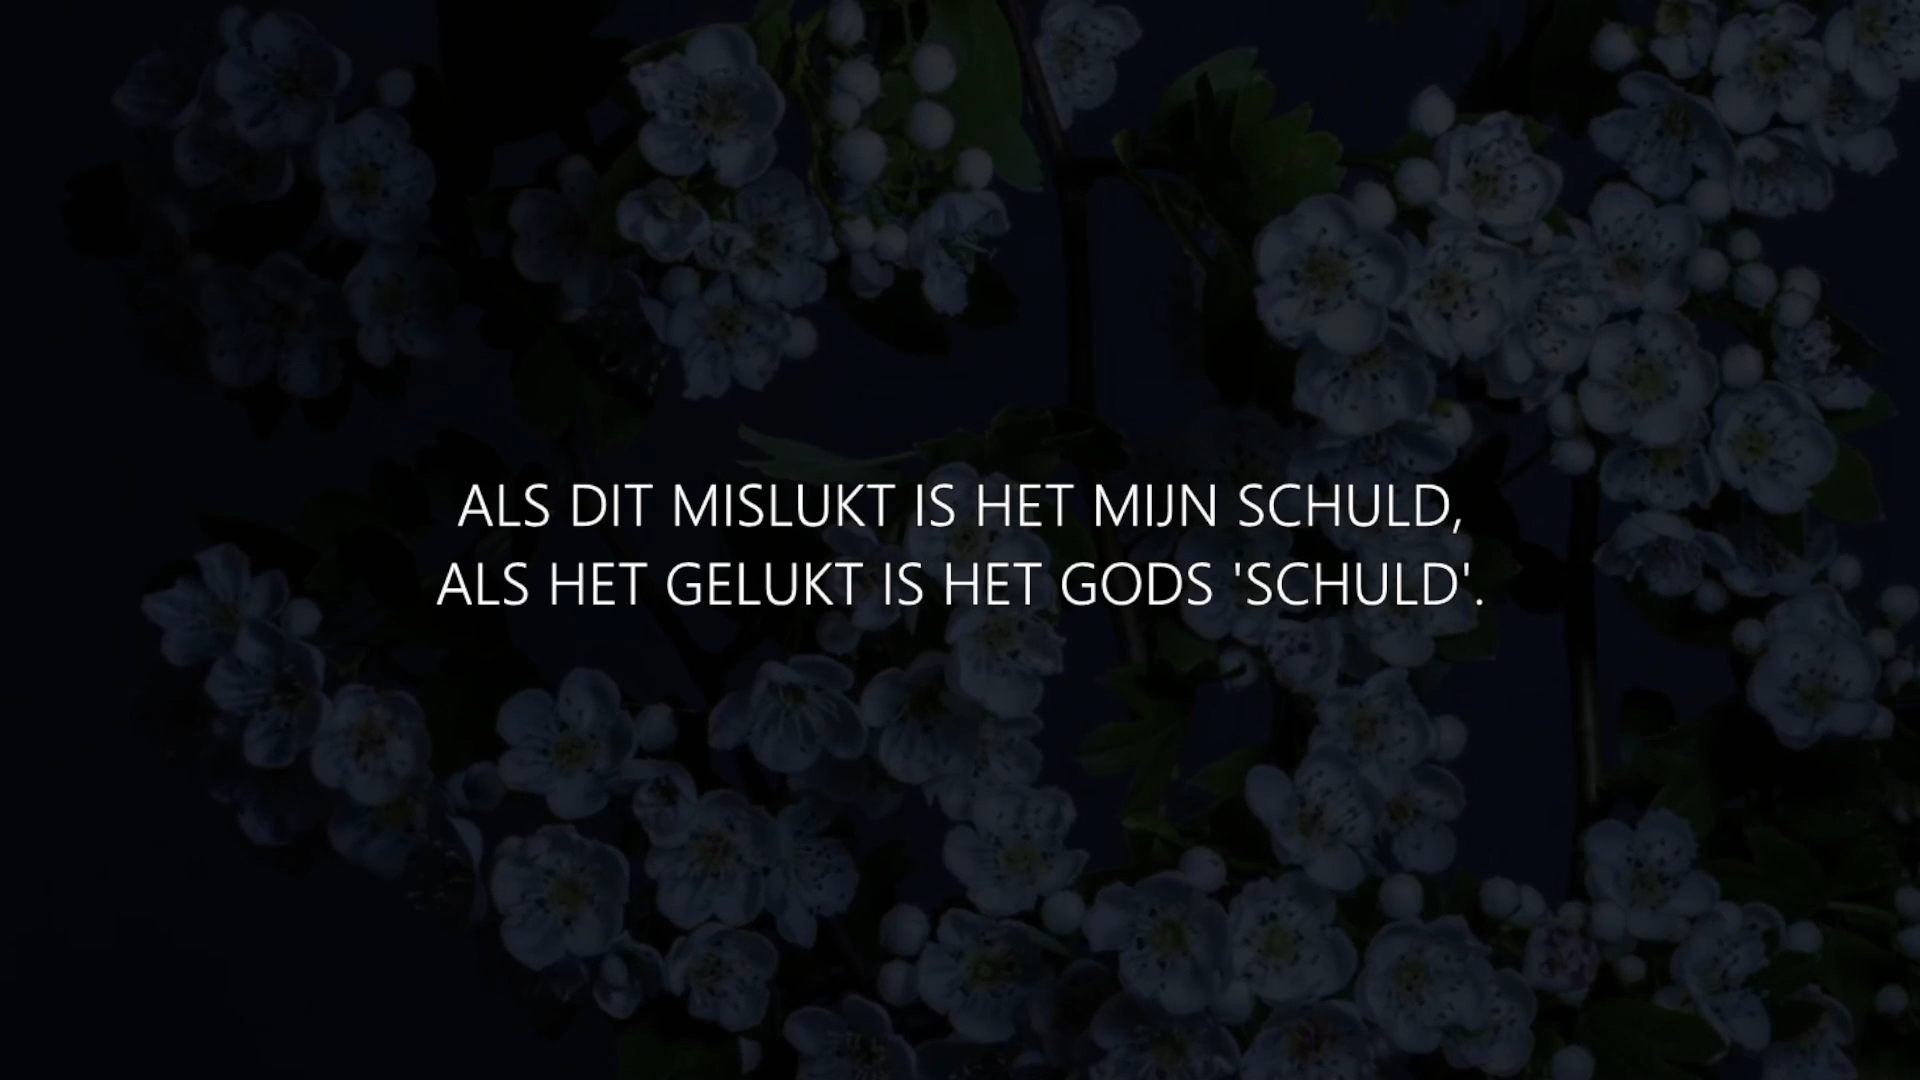 ALS DIT MISLUKT IS HET MIJN SCHULD,
ALS HET GELUKT IS HET GODS 'SCHULD'.